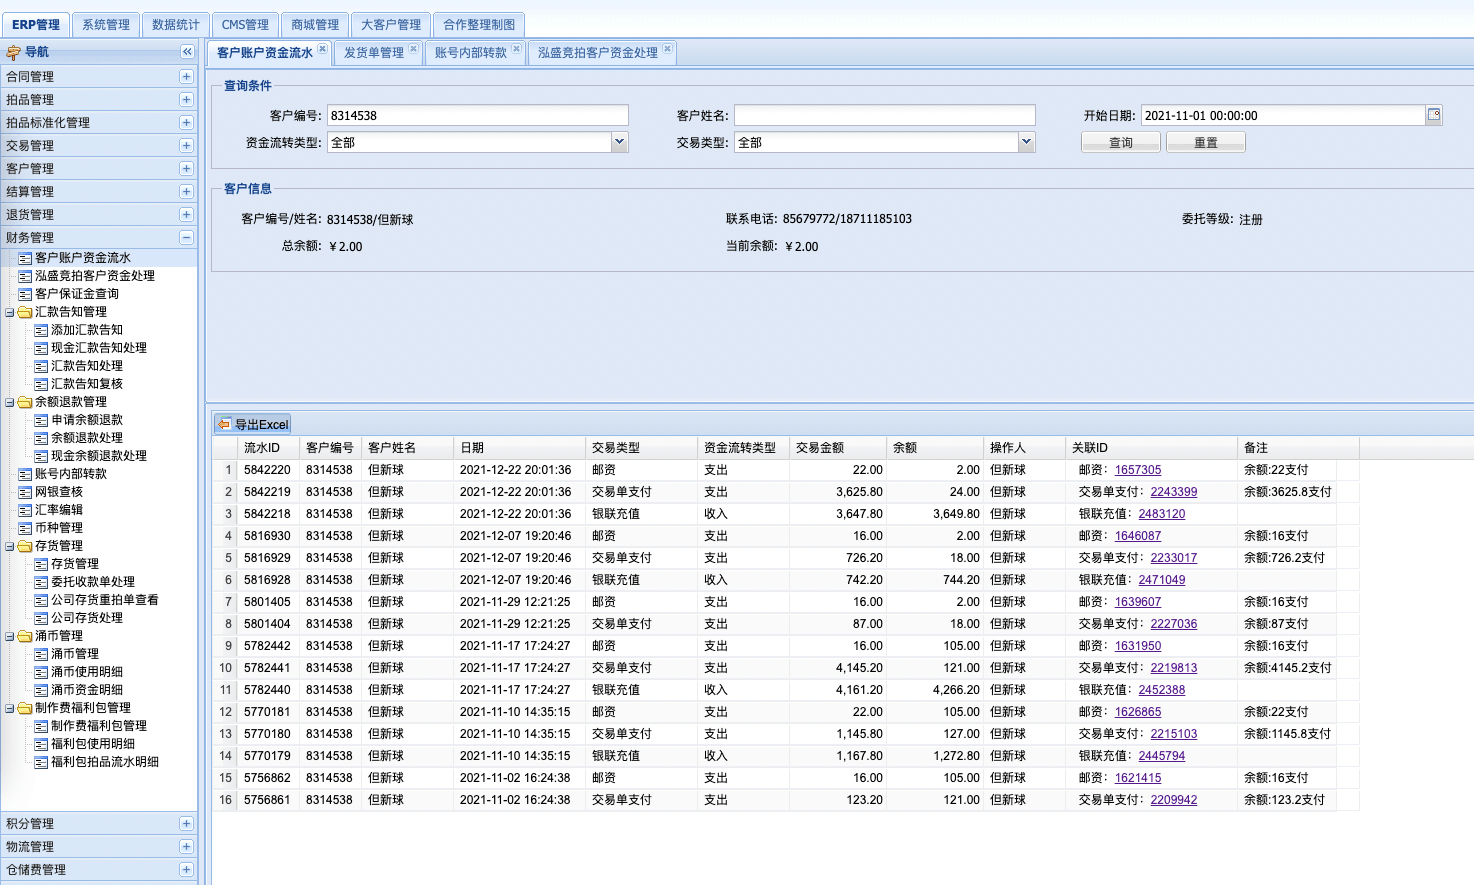 ERP管理 系统管理 数据统计 CMS管理 商城管理 大客户管理 合作整理制图
导航
客户账户资金流水 发货单管理 账号内部转款 泓盛竞拍客户资金处理
合同管理
拍品管理
拍品标准化管理
交易管理
客户管理
结算管理
退货管理
财务管理
客户账户资金流水
泓盛竞拍客户资金处理
客户保证金查询
汇款告知管理
添加汇款告知
现金汇款告知处理
汇款告知处理
汇款告知复核
余额退款管理
申请余额退款
余额退款处理
现金余额退款处理
账号内部转款
网银查核
汇率编辑
币种管理
存货管理
存货管理
委托收款单处理
公司存货重拍单查看
公司存货处理
涌币管理
涌币管理
涌币使用明细
涌币资金明细
制作费福利包管理
制作费福利包管理
福利包使用明细
福利包拍品流水明细
积分管理
物流管理
仓储费管理
查询条件
客户编号: 8314538 客户姓名: 开始日期: 2021-11-01 00:00:00
资金流转类型: 全部 交易类型: 全部 查询 重置
客户信息
客户编号/姓名: 8314538/但新球 联系电话: 85679772/18711185103 委托等级: 注册
总余额: ¥2.00 当前余额: ¥2.00
导出Excel
流水ID 客户编号 客户姓名 日期 交易类型 资金流转类型 交易金额 余额 操作人 关联ID 备注
1 5842220 8314538 但新球 2021-12-22 20:01:36 邮资 支出 22.00 2.00 但新球 邮资: 1657305 余额:22支付
2 5842219 8314538 但新球 2021-12-22 20:01:36 交易单支付 支出 3,625.80 24.00 但新球 交易单支付: 2243399 余额:3625.8支付
3 5842218 8314538 但新球 2021-12-22 20:01:36 银联充值 收入 3,647.80 3,649.80 但新球 银联充值: 2483120
4 5816930 8314538 但新球 2021-12-07 19:20:46 邮资 支出 16.00 2.00 但新球 邮资: 1646087 余额:16支付
5 5816929 8314538 但新球 2021-12-07 19:20:46 交易单支付 支出 726.20 18.00 但新球 交易单支付: 2233017 余额:726.2支付
6 5816928 8314538 但新球 2021-12-07 19:20:46 银联充值 收入 742.20 744.20 但新球 银联充值: 2471049
7 5801405 8314538 但新球 2021-11-29 12:21:25 邮资 支出 16.00 2.00 但新球 邮资: 1639607 余额:16支付
8 5801404 8314538 但新球 2021-11-29 12:21:25 交易单支付 支出 87.00 18.00 但新球 交易单支付: 2227036 余额:87支付
9 5782442 8314538 但新球 2021-11-17 17:24:27 邮资 支出 16.00 105.00 但新球 邮资: 1631950 余额:16支付
10 5782441 8314538 但新球 2021-11-17 17:24:27 交易单支付 支出 4,145.20 121.00 但新球 交易单支付: 2219813 余额:4145.2支付
11 5782440 8314538 但新球 2021-11-17 17:24:27 银联充值 收入 4,161.20 4,266.20 但新球 银联充值: 2452388
12 5770181 8314538 但新球 2021-11-10 14:35:15 邮资 支出 22.00 105.00 但新球 邮资: 1626865 余额:22支付
13 5770180 8314538 但新球 2021-11-10 14:35:15 交易单支付 支出 1,145.80 127.00 但新球 交易单支付: 2215103 余额:1145.8支付
14 5770179 8314538 但新球 2021-11-10 14:35:15 银联充值 收入 1,167.80 1,272.80 但新球 银联充值: 2445794
15 5756862 8314538 但新球 2021-11-02 16:24:38 邮资 支出 16.00 105.00 但新球 邮资: 1621415 余额:16支付
16 5756861 8314538 但新球 2021-11-02 16:24:38 交易单支付 支出 123.20 121.00 但新球 交易单支付: 2209942 余额:123.2支付